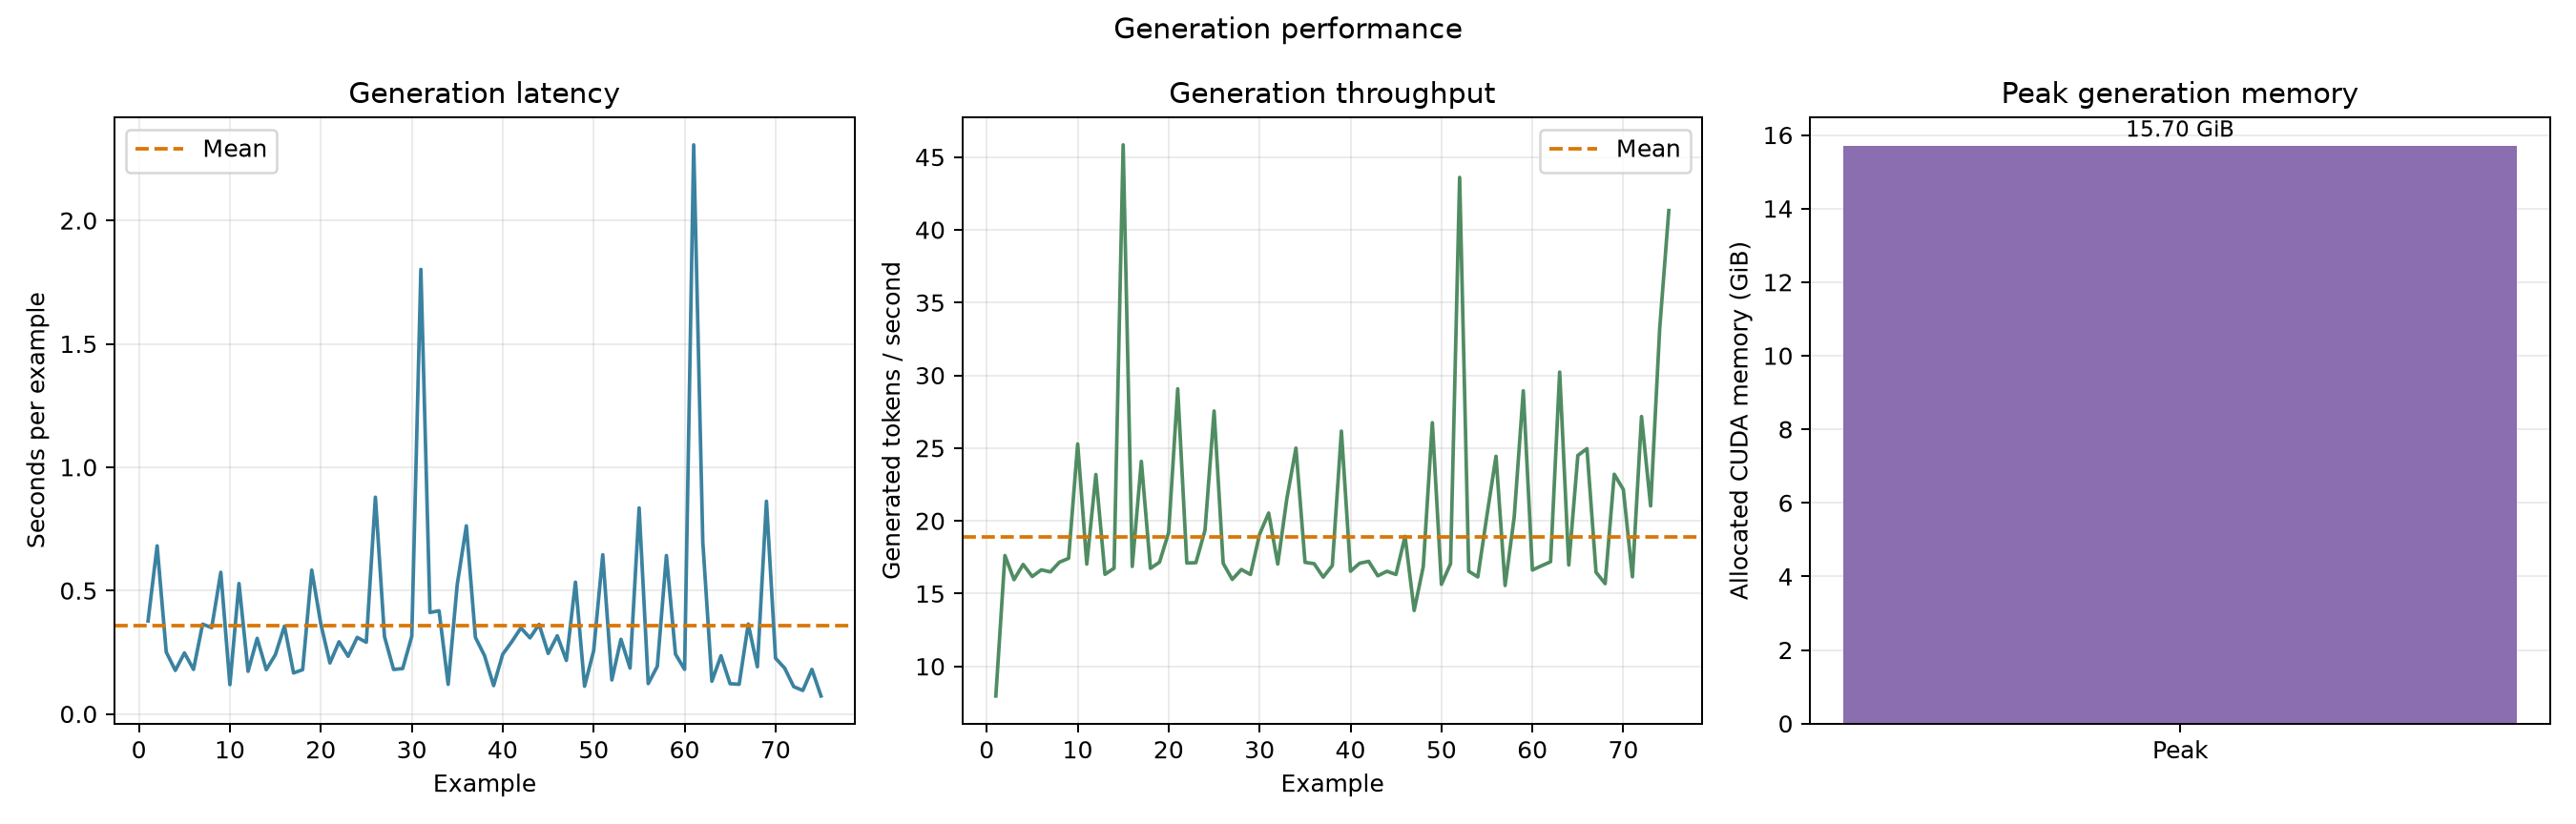 Generation performance
Generation latency
Mean
Seconds per example
2.0
1.5
1.0
0.5
0.0
0 10 20 30 40 50 60 70
Example
Generation throughput
Mean
Generated tokens / second
45
40
35
30
25
20
15
10
0 10 20 30 40 50 60 70
Example
Peak generation memory
15.70 GiB
Allocated CUDA memory (GiB)
16
14
12
10
8
6
4
2
0
Peak